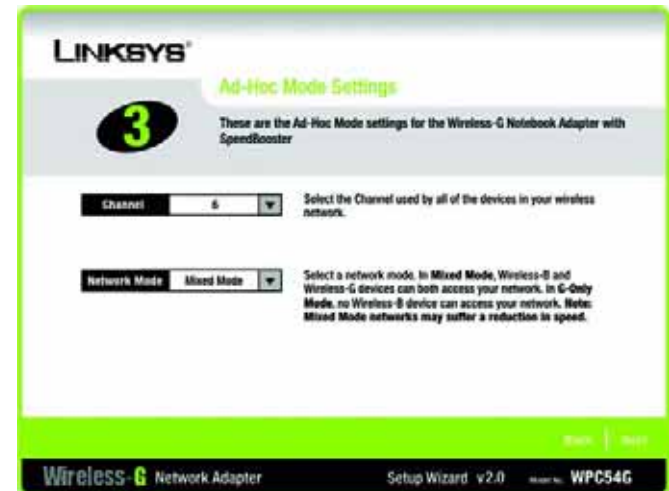 LINKSYS®
Ad-Hoc Mode Settings
3
These are the Ad-Hoc Mode settings for the Wireless-G Notebook Adapter with
SpeedBooster
Channel
6
Select the Channel used by all of the devices in your wireless
network.
Network Mode
Mixed Mode
Select a network mode. In Mixed Mode, Wireless-B and
Wireless-G devices can both access your network. In G-Only
Mode, no Wireless-B device can access your network. Note:
Mixed Mode networks may suffer a reduction in speed.
Back | Next
Wireless-G Network Adapter
Setup Wizard v2.0
Model No. WPC54G